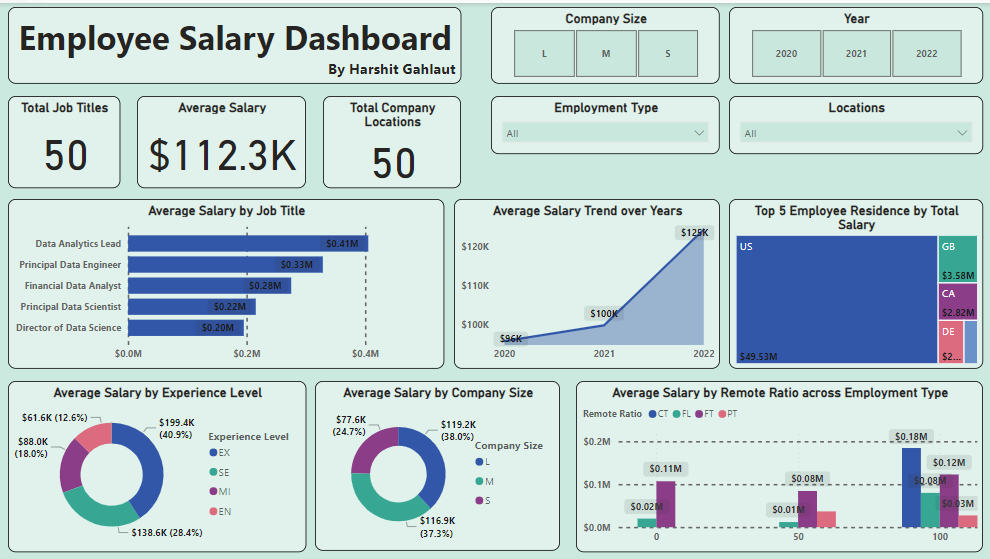 Employee Salary Dashboard
By Harshit Gahlaut
Company Size
L
M
S
Year
2020
2021
2022
Total Job Titles
50
Average Salary
$112.3K
Total Company
Locations
50
Employment Type
All
Locations
All
Average Salary by Job Title
Data Analytics Lead
$0.41M
Principal Data Engineer
$0.33M
Financial Data Analyst
$0.28M
Principal Data Scientist
$0.22M
Director of Data Science
$0.20M
$0.0M
$0.2M
$0.4M
Average Salary Trend over Years
$120K
$110K
$100K
$96K
$100K
$125K
2020
2021
2022
Top 5 Employee Residence by Total
Salary
US
$49.53M
GB
$3.58M
CA
$2.82M
DE
$2...
Average Salary by Experience Level
$61.6K (12.6%)
$88.0K
(18.0%)
$199.4K
(40.9%)
$138.6K (28.4%)
Experience Level
EX
SE
MI
EN
Average Salary by Company Size
$77.6K
(24.7%)
$119.2K
(38.0%)
$116.9K
(37.3%)
Company Size
L
M
S
Average Salary by Remote Ratio across Employment Type
Remote Ratio
CT
FL
FT
PT
$0.2M
$0.1M
$0.0M
$0.02M
$0.11M
$0.01M
$0.08M
$0.18M
$0.08M
$0.12M
$0.03M
0
50
100